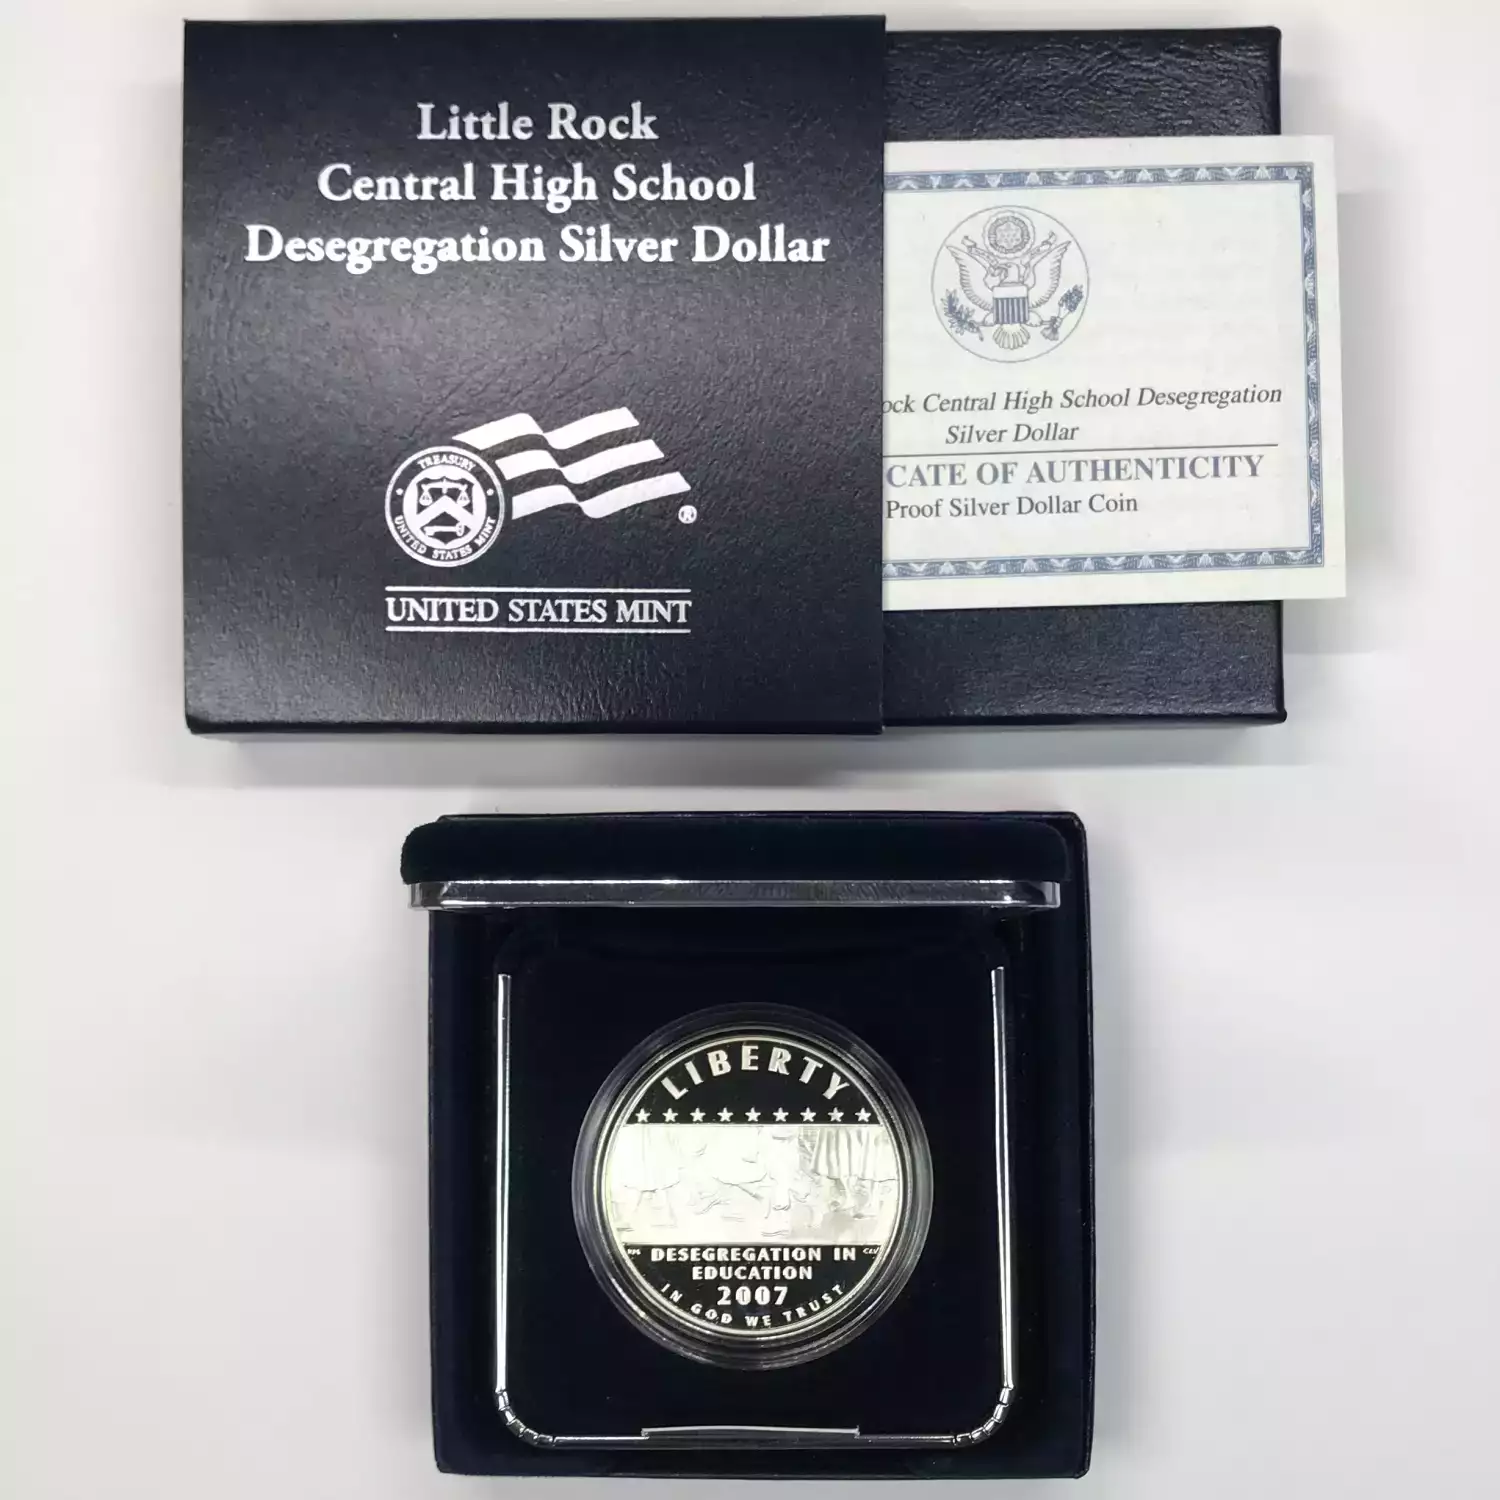 Little Rock
Central High School
Desegregation Silver Dollar
TREASURY
UNITED STATES MINT
®
UNITED STATES MINT
ock Central High School Desegregation
Silver Dollar
CATE OF AUTHENTICITY
Proof Silver Dollar Coin
LIBERTY
DESEGREGATION IN
EDUCATION
2007
IN GOD WE TRUST